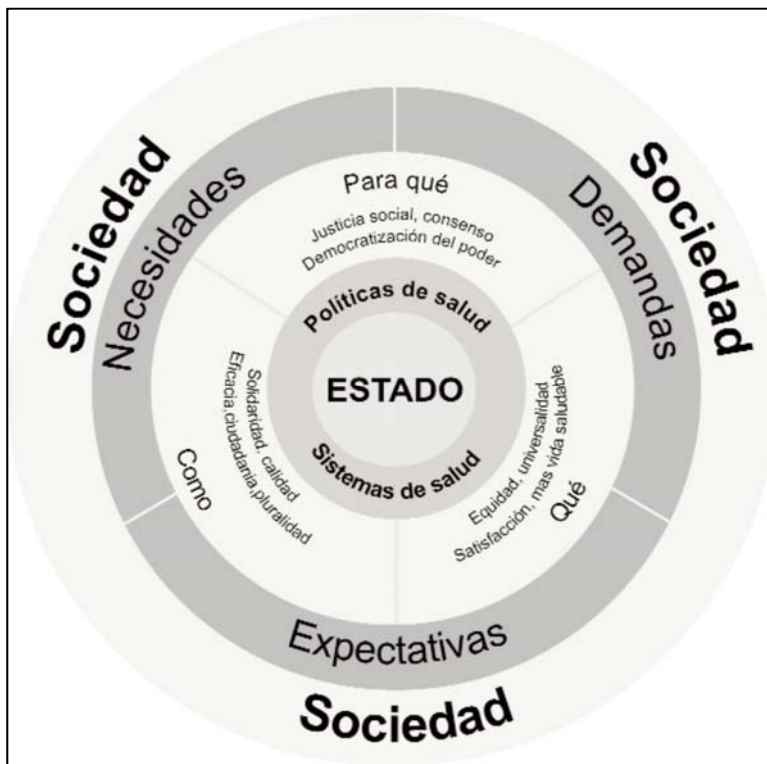 Sociedad
Sociedad
Necesidades
Demandas
Para qué
Justicia social, consenso
Democratización del poder
Políticas de salud
ESTADO
Sistemas de salud
Como
Solidaridad, calidad
Eficacia,ciudadanía,pluralidad
Equidad, universalidad
Satisfacción, mas vida saludable
Qué
Expectativas
Sociedad